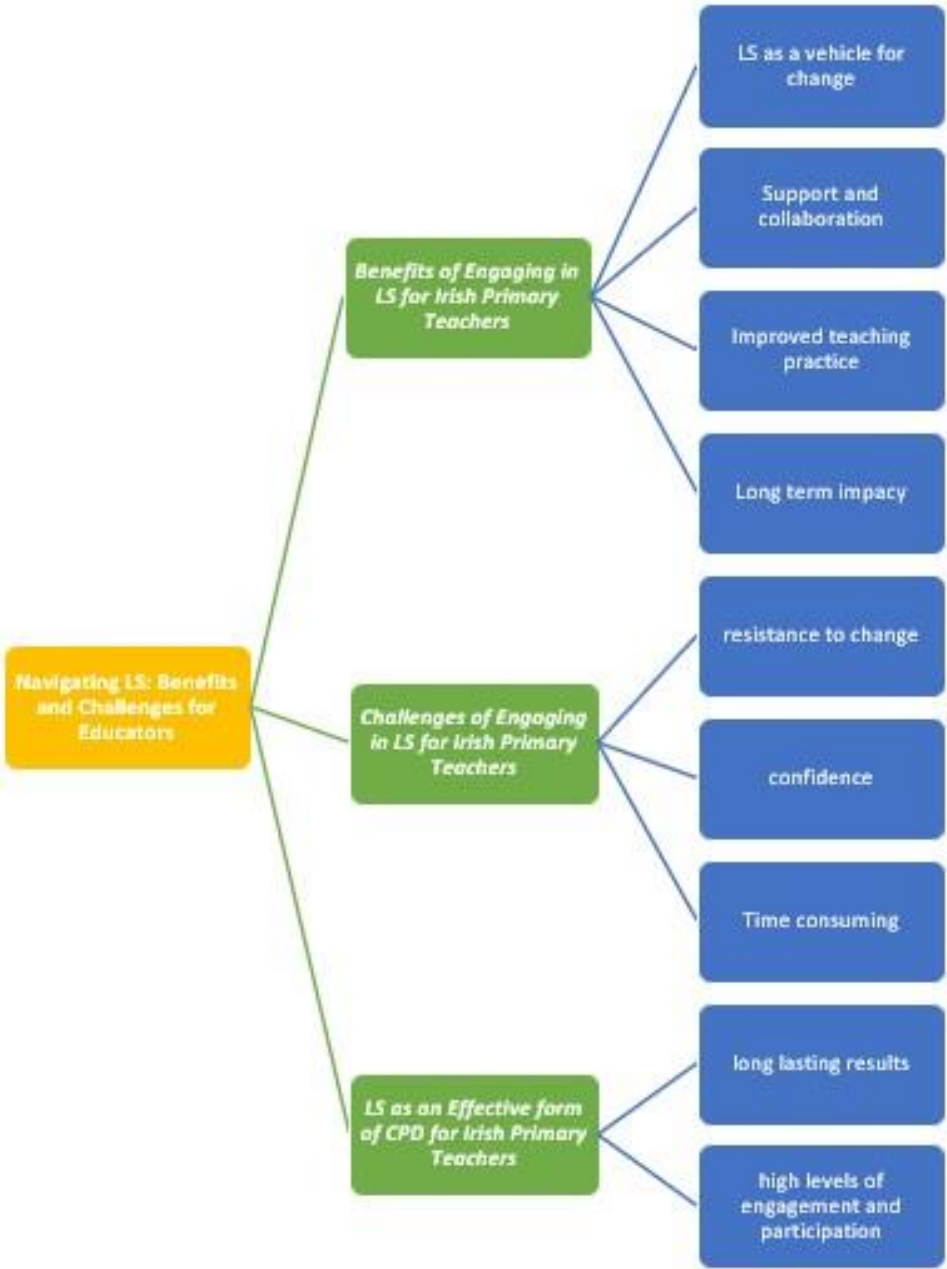 LS as a vehicle for
change
Support and
collaboration
Benefits of Engaging in
LS for Irish Primary
Teachers
Improved teaching
practice
Long term impacy
resistance to change
Navigating LS: Benefits
and Challenges for
Educators
Challenges of Engaging
in LS for Irish Primary
Teachers
confidence
Time consuming
long lasting results
LS as an Effective form
of CPD for Irish Primary
Teachers
high levels of
engagement and
participation